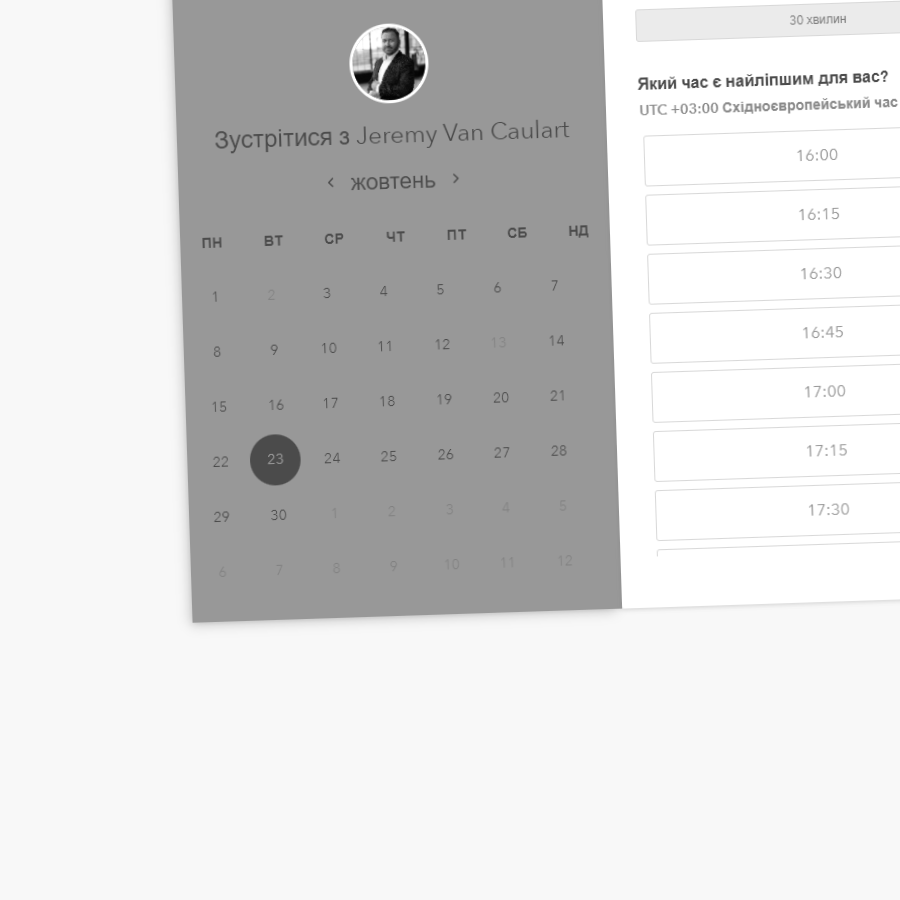 Зустрітися з Jeremy Van Caulart
‹ жовтень ›
ПН ВТ СР ЧТ ПТ СБ НД
1 2 3 4 5 6 7
8 9 10 11 12 13 14
15 16 17 18 19 20 21
22 23 24 25 26 27 28
29 30 1 2 3 4 5
6 7 8 9 10 11 12
30 хвилин
Який час є найліпшим для вас?
UTC +03:00 Східноєвропейський час
16:00
16:15
16:30
16:45
17:00
17:15
17:30